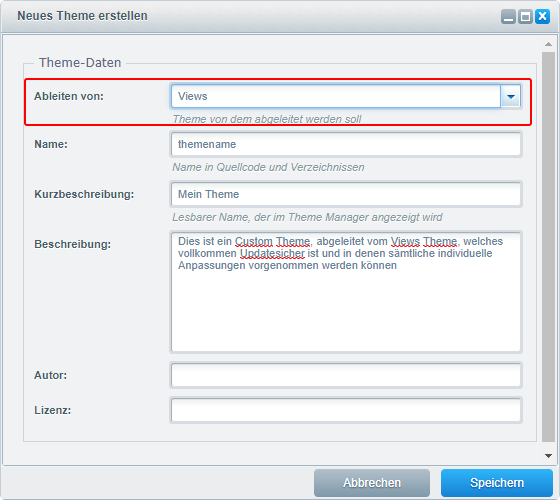 Neues Theme erstellen
Theme-Daten
Ableiten von:
Views
Theme von dem abgeleitet werden soll
Name:
themename
Name in Quellcode und Verzeichnissen
Kurzbeschreibung:
Mein Theme
Lesbarer Name, der im Theme Manager angezeigt wird
Beschreibung:
Dies ist ein Custom Theme, abgeleitet vom Views Theme, welches
vollkommen Updatesicher ist und in denen sämtliche individuelle
Anpassungen vorgenommen werden können
Autor:
Lizenz:
Abbrechen
Speichern